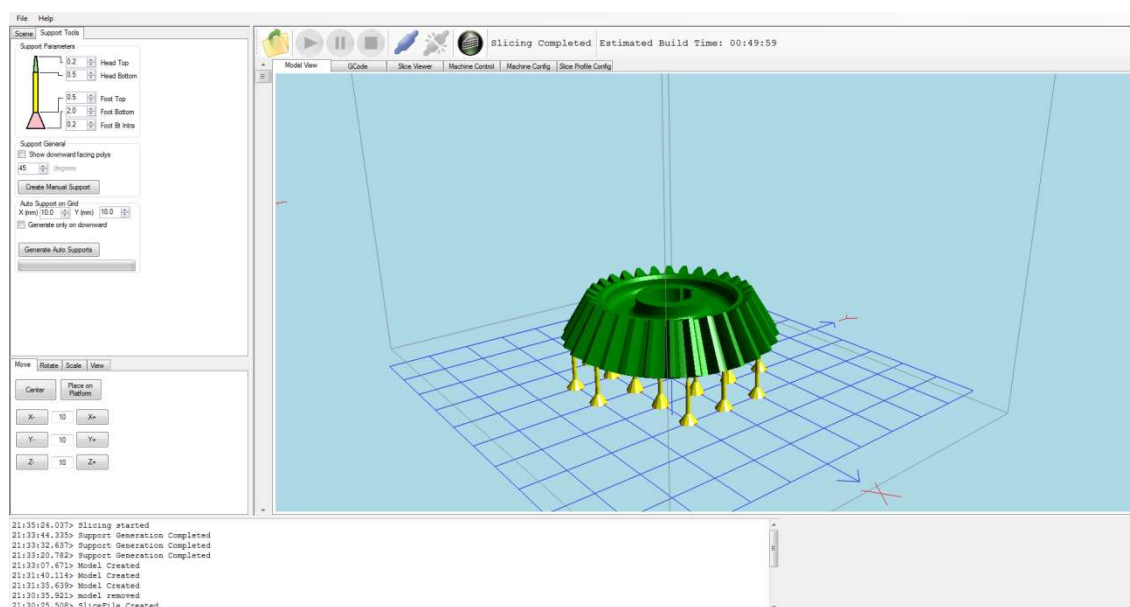 File Help
Scene Support Tools
Support Parameters
0.2 Head Top
0.5 Head Bottom
0.5 Foot Top
2.0 Foot Bottom
0.2 Foot Bt Intra
Support General
Show downward facing polys
45 degrees
Create Manual Support
Auto Support on Grid
X (mm) 10.0 Y (mm) 10.0
Generate only on downward
Generate Auto Supports
Move Rotate Scale View
Center Place on Platform
X- 10 X+
Y- 10 Y+
Z- 10 Z+
Slicing Completed Estimated Build Time: 00:49:59
Model View GCode Slice Viewer Machine Control Machine Config Slice Profile Config
Y
X
21:35:24.037> Slicing started
21:33:44.335> Support Generation Completed
21:33:32.637> Support Generation Completed
21:33:20.782> Support Generation Completed
21:33:07.671> Model Created
21:31:40.114> Model Created
21:31:35.639> Model Created
21:30:35.921> model removed
21:30:25.508> SliceFile Created